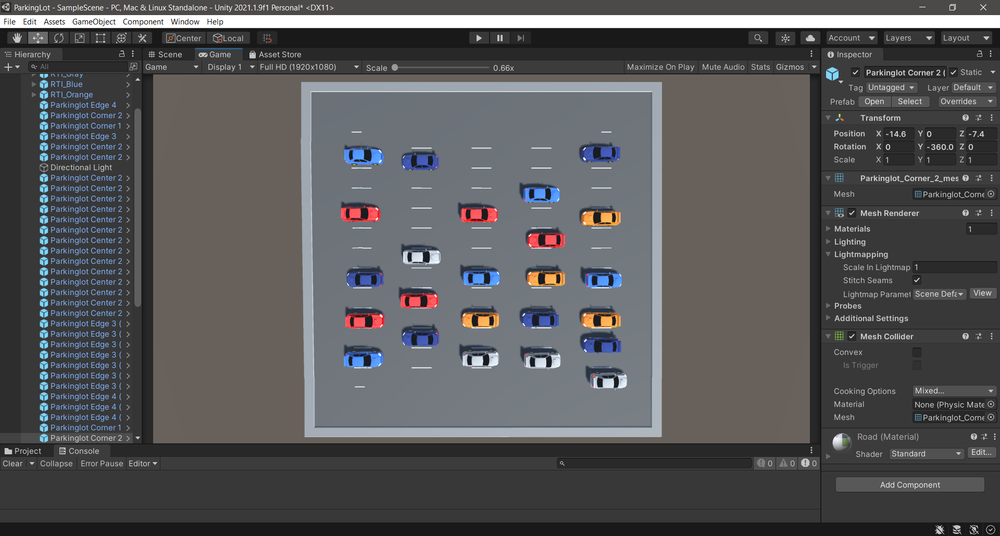 ParkingLot - SampleScene - PC, Mac & Linux Standalone - Unity 2021.1.9f1 Personal* <DX11>
File Edit Assets GameObject Component Window Help
Center Local Account Layers Layout
Hierarchy
All
RTI_Gray
RTI_Blue
RTI_Orange
Parkinglot Edge 4
Parkinglot Corner 2
Parkinglot Corner 1
Parkinglot Edge 3
Parkinglot Center 2
Parkinglot Center 2
Directional Light
Parkinglot Center 2
Parkinglot Center 2
Parkinglot Center 2
Parkinglot Center 2
Parkinglot Center 2
Parkinglot Center 2
Parkinglot Center 2
Parkinglot Center 2
Parkinglot Center 2
Parkinglot Center 2
Parkinglot Center 2
Parkinglot Center 2
Parkinglot Center 2
Parkinglot Center 2
Parkinglot Edge 3 (
Parkinglot Edge 3 (
Parkinglot Edge 3 (
Parkinglot Edge 3 (
Parkinglot Edge 3 (
Parkinglot Edge 3 (
Parkinglot Edge 3 (
Parkinglot Edge 4 (
Parkinglot Edge 4 (
Parkinglot Edge 4 (
Parkinglot Corner 1
Parkinglot Corner 2
Scene Game Asset Store
Game Display 1 Full HD (1920x1080) Scale 0.66x Maximize On Play Mute Audio Stats Gizmos
Inspector
Parkinglot Corner 2 ( Static
Tag Untagged Layer Default
Prefab Open Select Overrides
Transform
Position X -14.6 Y 0 Z -7.4
Rotation X 0 Y -360.0 Z 0
Scale X 1 Y 1 Z 1
Parkinglot_Corner_2_mes
Mesh Parkinglot_Corne
Mesh Renderer
Materials 1
Lighting
Lightmapping
Scale In Lightmap 1
Stitch Seams
Lightmap Paramet Scene Defa View
Probes
Additional Settings
Mesh Collider
Convex
Is Trigger
Cooking Options Mixed...
Material None (Physic Mate
Mesh Parkinglot_Corne
Road (Material)
Shader Standard Edit...
Add Component
Project Console
Clear Collapse Error Pause Editor 0 0 0